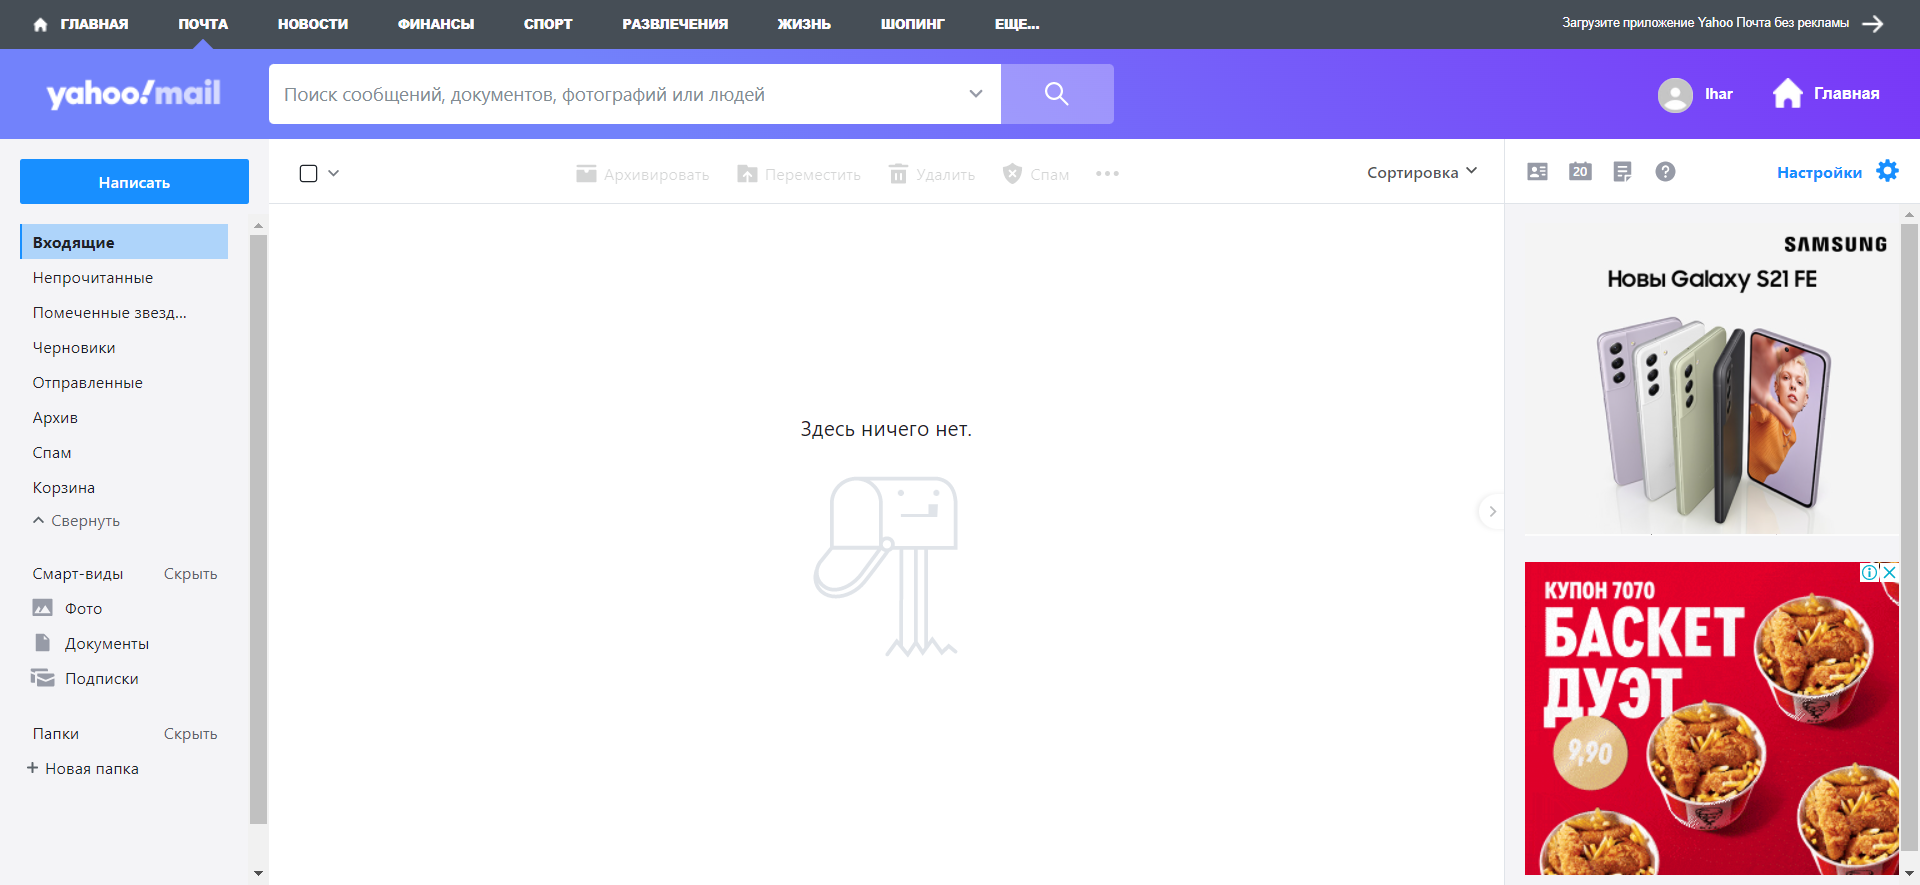 ГЛАВНАЯ ПОЧТА НОВОСТИ ФИНАНСЫ СПОРТ РАЗВЛЕЧЕНИЯ ЖИЗНЬ ШОПИНГ ЕЩЕ... Загрузите приложение Yahoo Почта без рекламы
yahoo!mail Поиск сообщений, документов, фотографий или людей Ihar Главная
Написать Архивировать Переместить Удалить Спам Сортировка 20 Настройки
Входящие
Непрочитанные
Помеченные звезд...
Черновики
Отправленные
Архив
Спам
Корзина
Свернуть
Смарт-виды Скрыть
Фото
Документы
Подписки
Папки Скрыть
+ Новая папка
Здесь ничего нет.
SAMSUNG
Новы Galaxy S21 FE
КУПОН 7070
БАСКЕТ
ДУЭТ
9,90